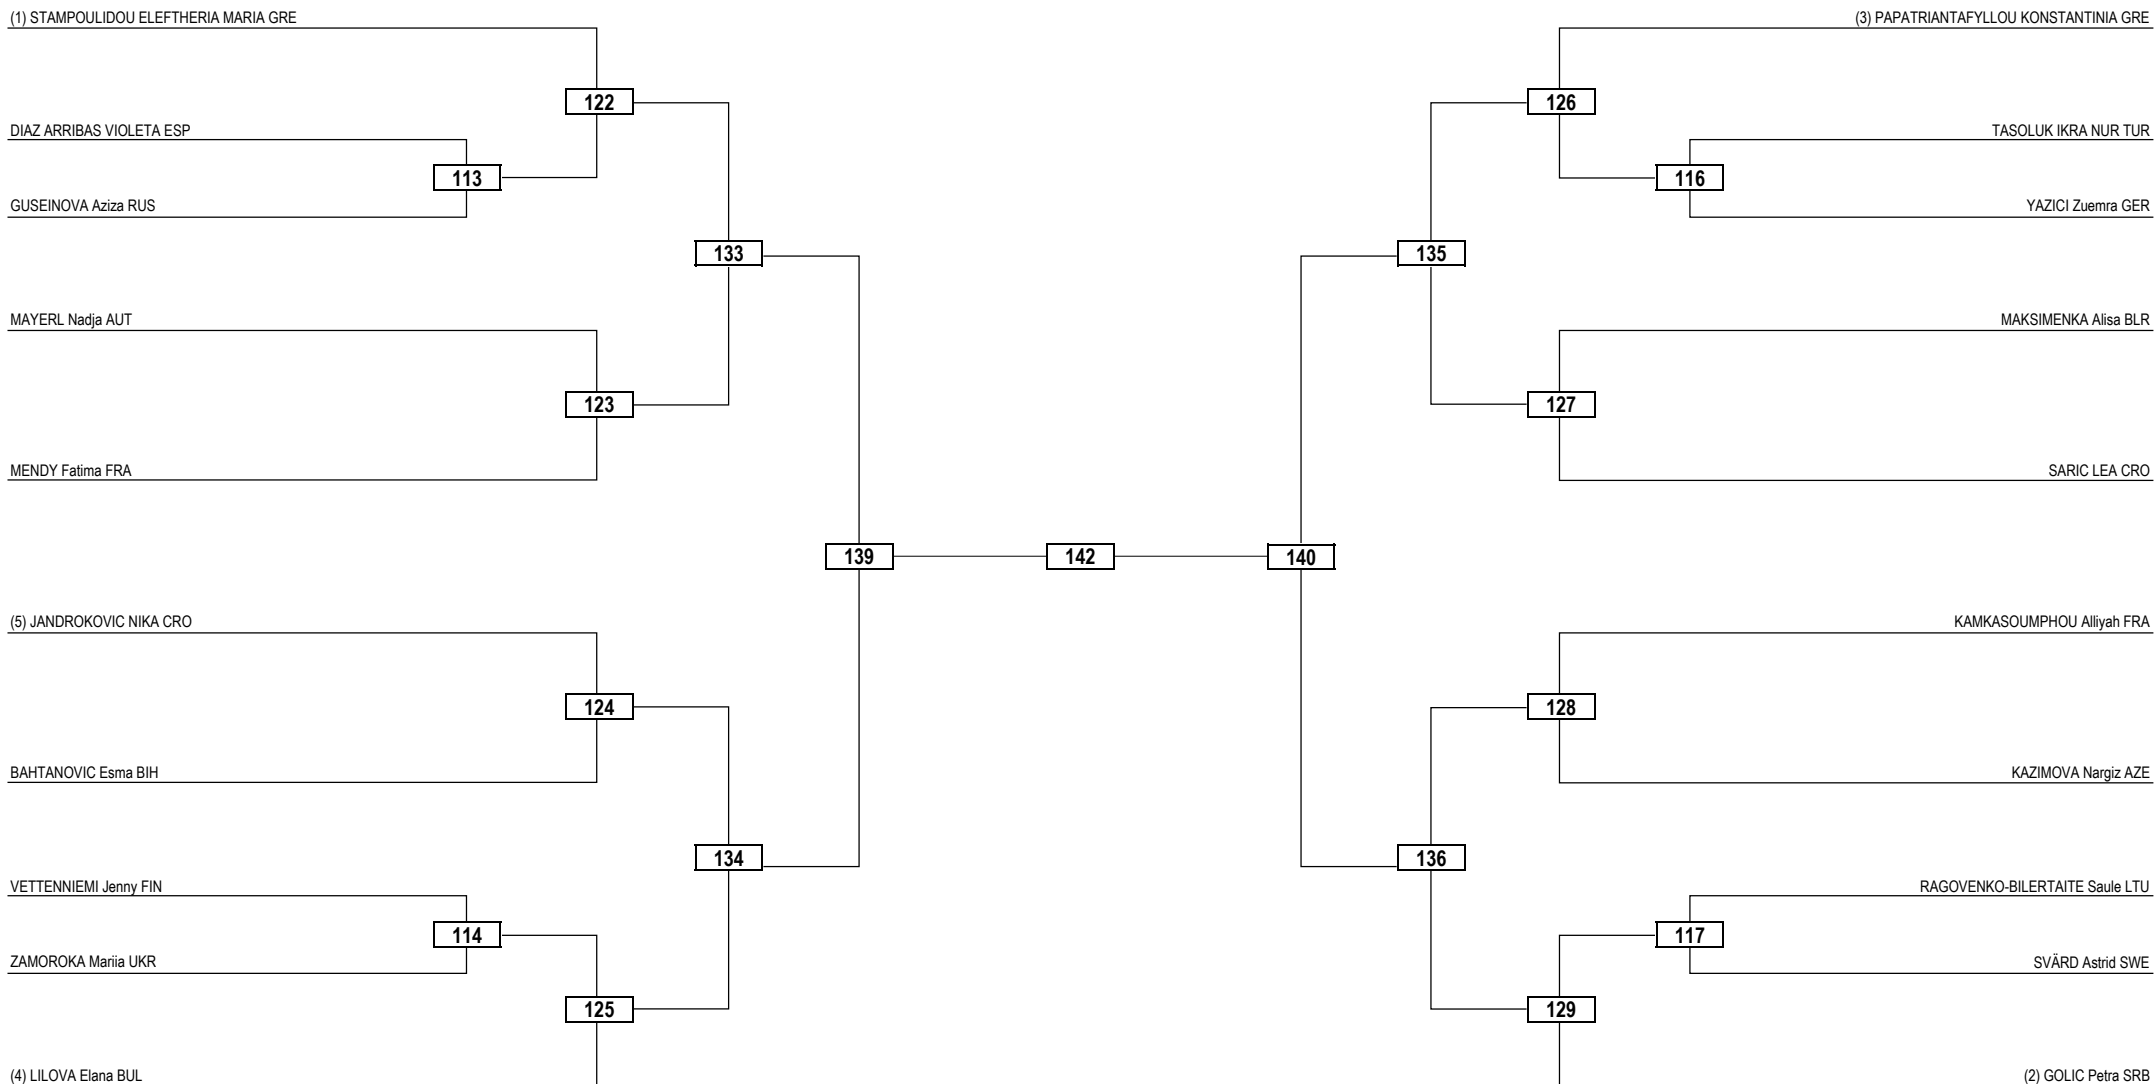 (1) STAMPOULIDOU ELEFTHERIA MARIA GRE
(3) PAPATRIANTAFYLLOU KONSTANTINIA GRE
122
126
DIAZ ARRIBAS VIOLETA ESP
TASOLUK IKRA NUR TUR
113
116
GUSEINOVA Aziza RUS
YAZICI Zuemra GER
133
135
MAYERL Nadja AUT
MAKSIMENKA Alisa BLR
123
127
MENDY Fatima FRA
SARIC LEA CRO
139
142
140
(5) JANDROKOVIC NIKA CRO
KAMKASOUMPHOU Alliyah FRA
124
128
BAHTANOVIC Esma BIH
KAZIMOVA Nargiz AZE
134
136
VETTENNIEMI Jenny FIN
RAGOVENKO-BILERTAITE Saule LTU
114
117
ZAMOROKA Mariia UKR
SVÄRD Astrid SWE
125
129
(4) LILOVA Elana BUL
(2) GOLIC Petra SRB